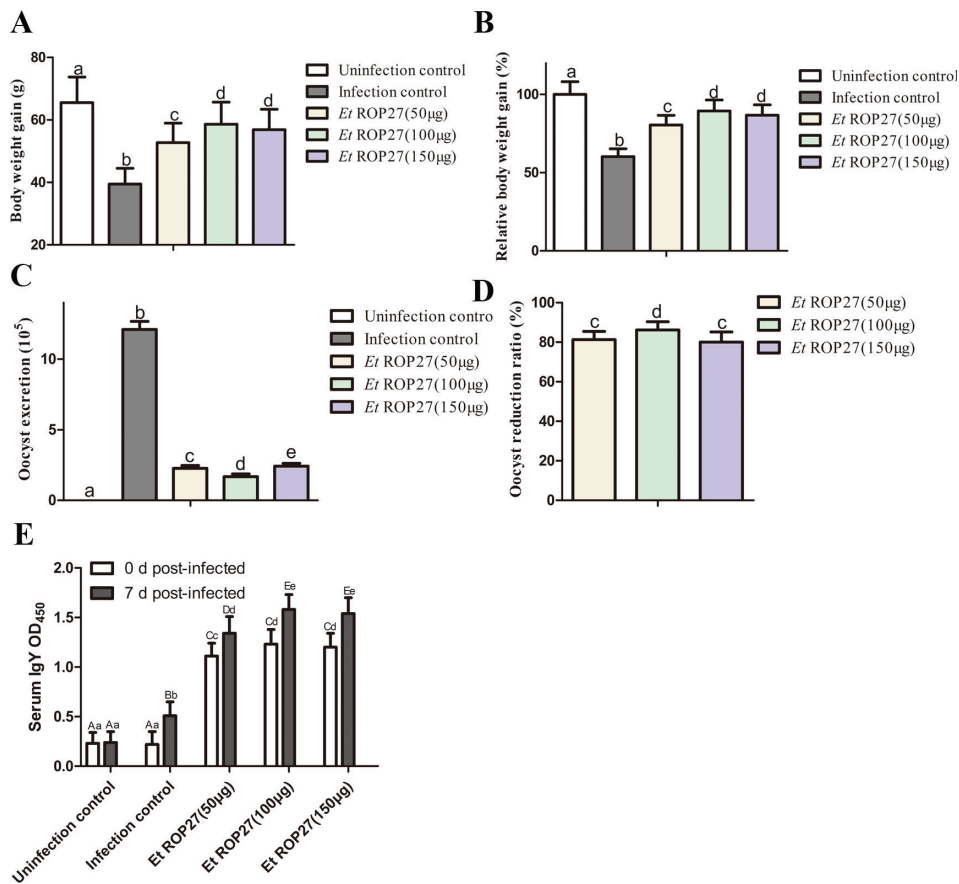 A
Body weight gain (g)
80
60
40
20
a
b
c
d
d
Uninfection control
Infection control
Et ROP27(50μg)
Et ROP27(100μg)
Et ROP27(150μg)
B
Relative body weight gain (%)
100
50
0
a
b
c
d
d
Uninfection control
Infection control
Et ROP27(50μg)
Et ROP27(100μg)
Et ROP27(150μg)
C
Oocyst excretion (10⁵)
10
5
0
a
b
c
d
e
Uninfection contro
Infection control
Et ROP27(50μg)
Et ROP27(100μg)
Et ROP27(150μg)
D
Oocyst reduction ratio (%)
100
80
60
40
20
0
c
d
c
Et ROP27(50μg)
Et ROP27(100μg)
Et ROP27(150μg)
E
Serum IgY OD₄₅₀
2.0
1.5
1.0
0.5
0.0
0 d post-infected
7 d post-infected
Aa Aa
Aa Bb
Cc Dd
Cd Ee
Cd Ee
Uninfection control
Infection control
Et ROP27(50μg)
Et ROP27(100μg)
Et ROP27(150μg)